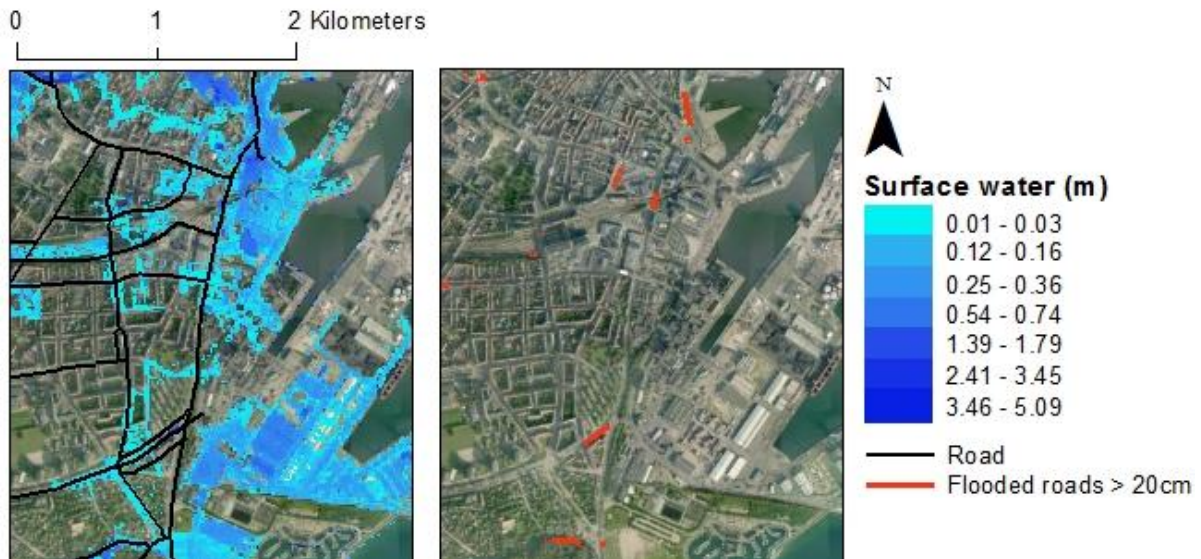 0 1 2 Kilometers
N
Surface water (m)
0.01 - 0.03
0.12 - 0.16
0.25 - 0.36
0.54 - 0.74
1.39 - 1.79
2.41 - 3.45
3.46 - 5.09
Road
Flooded roads > 20cm